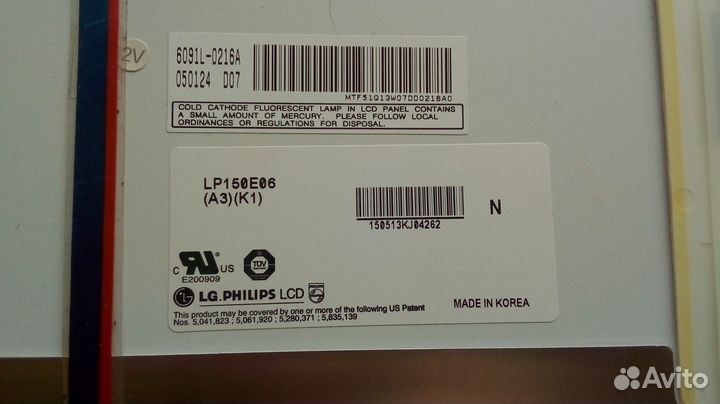 2V
6091L-0216A
050124 D07
MTF51Q13W07DD0216A0
COLD CATHODE FLUORESCENT LAMP IN LCD PANEL CONTAINS
A SMALL AMOUNT OF MERCURY. PLEASE FOLLOW LOCAL
ORDINANCES OR REGULATIONS FOR DISPOSAL.
LP150E06
(A3)(K1)
150513KJ04262
N
C RU US
E200909
TÜV
LG.PHILIPS LCD PHILIPS
MADE IN KOREA
This product may be covered by one or more of the following US Patent
Nos. 5,041,823 ; 5,061,920 ; 5,280,371 ; 5,835,139
Avito